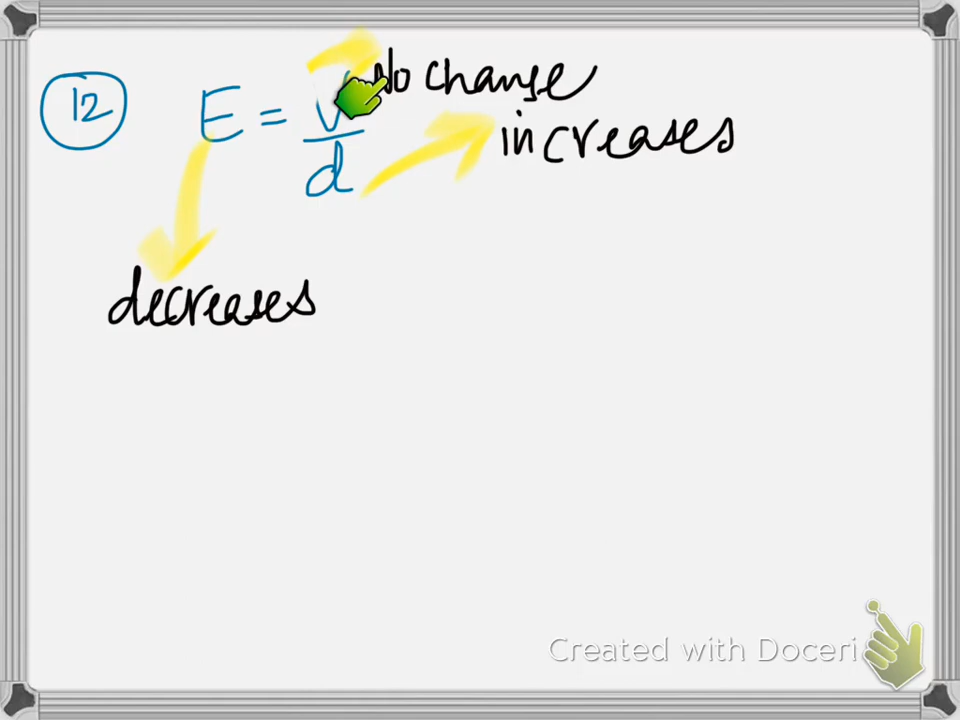 12 E = V/d No change
increases
decreases
Created with Doceri